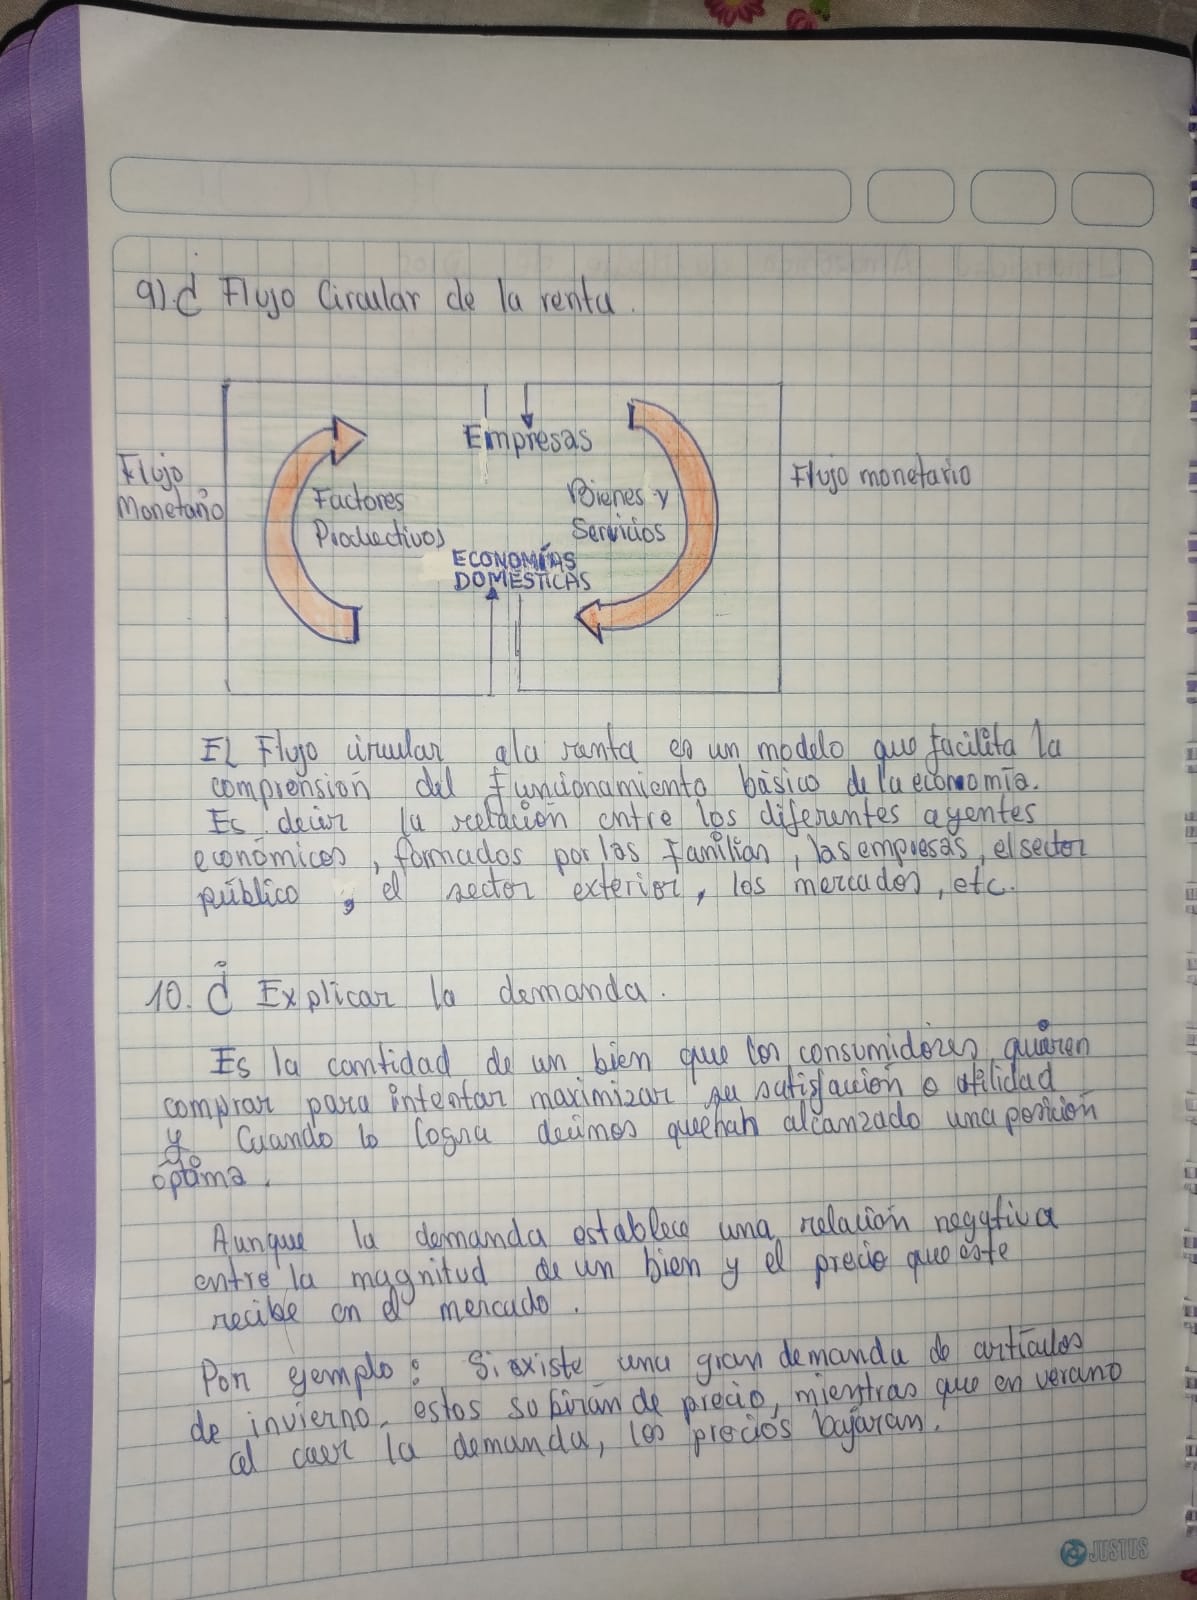 9) ¿ Flujo Circular de la renta.
Flujo
Monetario
Empresas
Factores
Productivos
Bienes y
Servicios
ECONOMÍAS
DOMÉSTICAS
Flujo monetario
El Flujo circular de la renta es un modelo que facilita la
comprensión del funcionamiento básico de la economía.
Es decir la relación entre los diferentes agentes
económicos, formados por las familias, las empresas, el sector
público, el sector exterior, los mercados, etc.
10. ¿ Explicar la demanda.
Es la cantidad de un bien que los consumidores quieren
comprar para intentar maximizar su satisfacción o utilidad
y Cuando lo logra decimos que han alcanzado una posición
óptima.
Aunque la demanda establece una relación negativa
entre la magnitud de un bien y el precio que este
recibe en el mercado.
Por ejemplo: Si existe una gran demanda de artículos
de invierno, estos subirán de precio, mientras que en verano
al caer la demanda, los precios bajaran.
JUSTUS